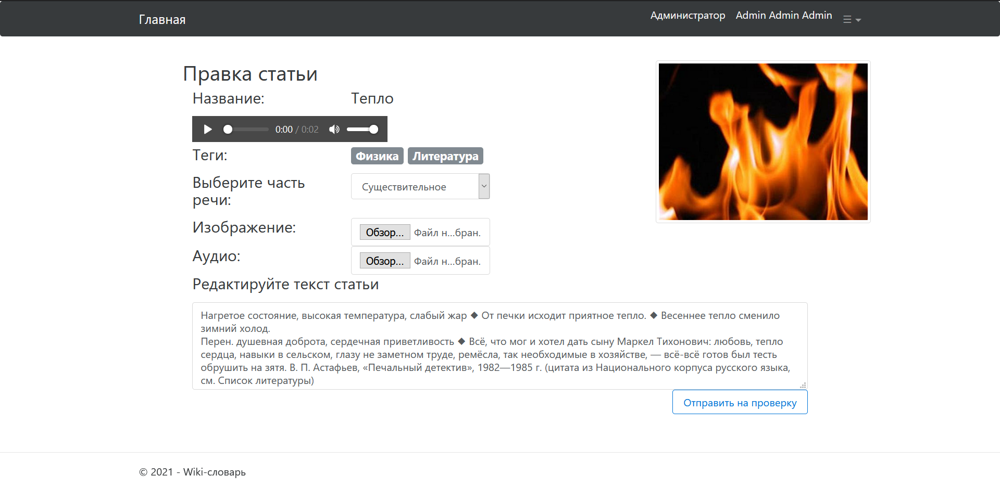 Главная
Администратор Admin Admin Admin
Правка статьи
Название: Тепло
0:00 / 0:02
Теги: Физика Литература
Выберите часть
речи:
Существительное
Изображение: Обзор... Файл н...бран.
Аудио: Обзор... Файл н...бран.
Редактируйте текст статьи
Нагретое состояние, высокая температура, слабый жар ◆ От печки исходит приятное тепло. ◆ Весеннее тепло сменило
зимний холод.
Перен. душевная доброта, сердечная приветливость ◆ Всё, что мог и хотел дать сыну Маркел Тихонович: любовь, тепло
сердца, навыки в сельском, глазу не заметном труде, ремёсла, так необходимые в хозяйстве, — всё-всё готов был тесть
обрушить на зятя. В. П. Астафьев, «Печальный детектив», 1982—1985 г. (цитата из Национального корпуса русского языка,
см. Список литературы)
Отправить на проверку
© 2021 - Wiki-словарь